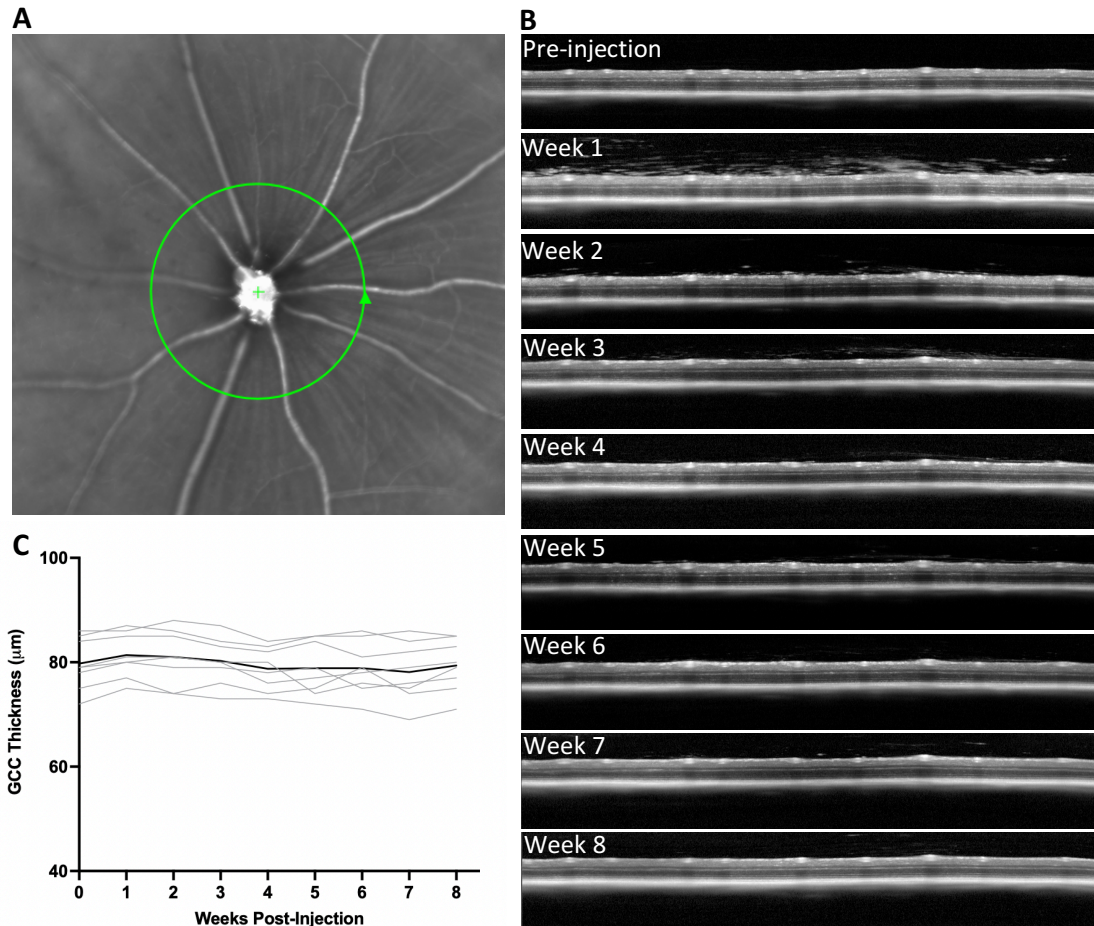 A
B
Pre-injection
Week 1
Week 2
Week 3
Week 4
Week 5
Week 6
Week 7
Week 8
C
100
80
60
40
GCC Thickness (μm)
0 1 2 3 4 5 6 7 8
Weeks Post-Injection